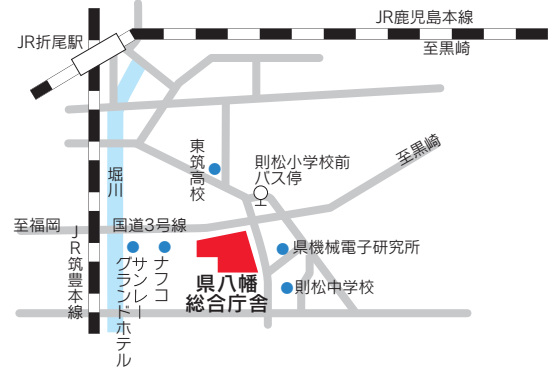 JR鹿児島本線
JR折尾駅
至黒崎
東筑高校
則松小学校前
バス停
至黒崎
堀川
至福岡
国道3号線
JR筑豊本線
県機械電子研究所
ナフコ
サンレー
グランドホテル
県八幡
総合庁舎
則松中学校